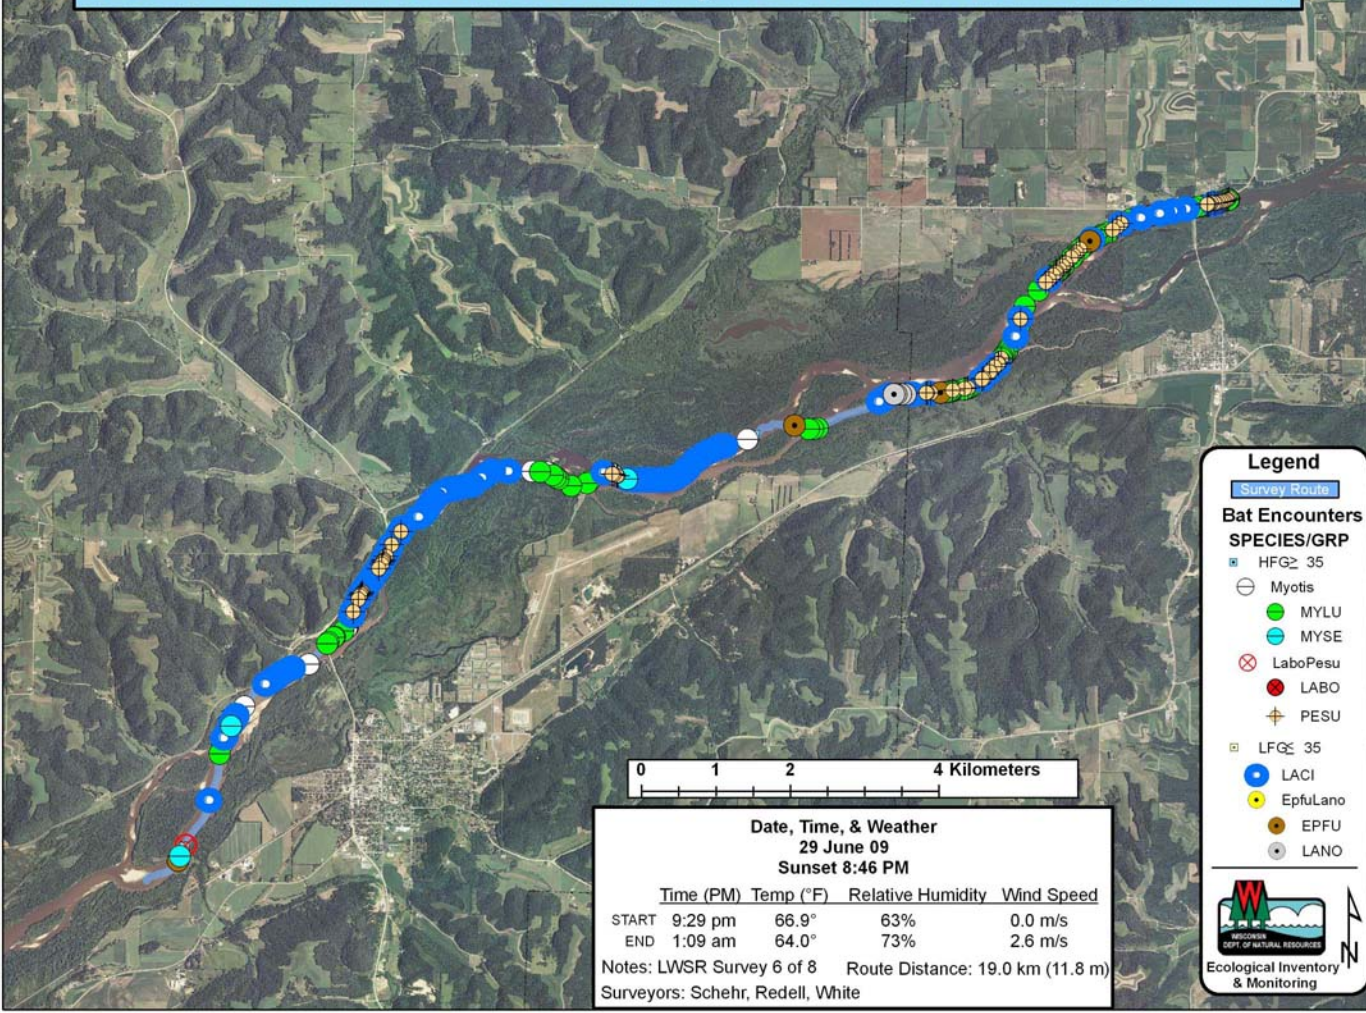 Legend
Survey Route
Bat Encounters
SPECIES/GRP
HFG≥ 35
Myotis
MYLU
MYSE
LaboPesu
LABO
PESU
LFG≤ 35
LACI
EpfuLano
EPFU
LANO
0 1 2 4 Kilometers
Date, Time, & Weather
29 June 09
Sunset 8:46 PM
Time (PM) Temp (°F) Relative Humidity Wind Speed
START 9:29 pm 66.9° 63% 0.0 m/s
END 1:09 am 64.0° 73% 2.6 m/s
Notes: LWSR Survey 6 of 8 Route Distance: 19.0 km (11.8 m)
Surveyors: Schehr, Redell, White
W
WISCONSIN
DEPT. OF NATURAL RESOURCES
Ecological Inventory
& Monitoring
N